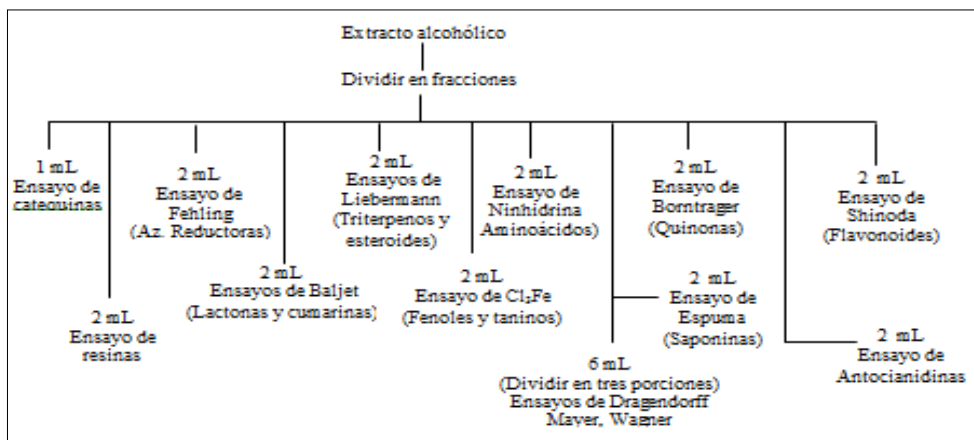 Extracto alcohólico
Dividir en fracciones
1 mL
Ensayo de
catequinas
2 mL
Ensayo de
resinas
2 mL
Ensayo de
Fehling
(Az. Reductoras)
2 mL
Ensayos de Baljet
(Lactonas y cumarinas)
2 mL
Ensayos de
Liebermann
(Triterpenos y
esteroides)
2 mL
Ensayo de Cl₃Fe
(Fenoles y taninos)
2 mL
Ensayo de
Ninhidrina
Aminoácidos)
6 mL
(Dividir en tres porciones)
Ensayos de Dragendorff
Mayer, Wagner
2 mL
Ensayo de
Espuma
(Saponinas)
2 mL
Ensayo de
Borntrager
(Quinonas)
2 mL
Ensayo de
Antocianidinas
2 mL
Ensayo de
Shinoda
(Flavonoides)